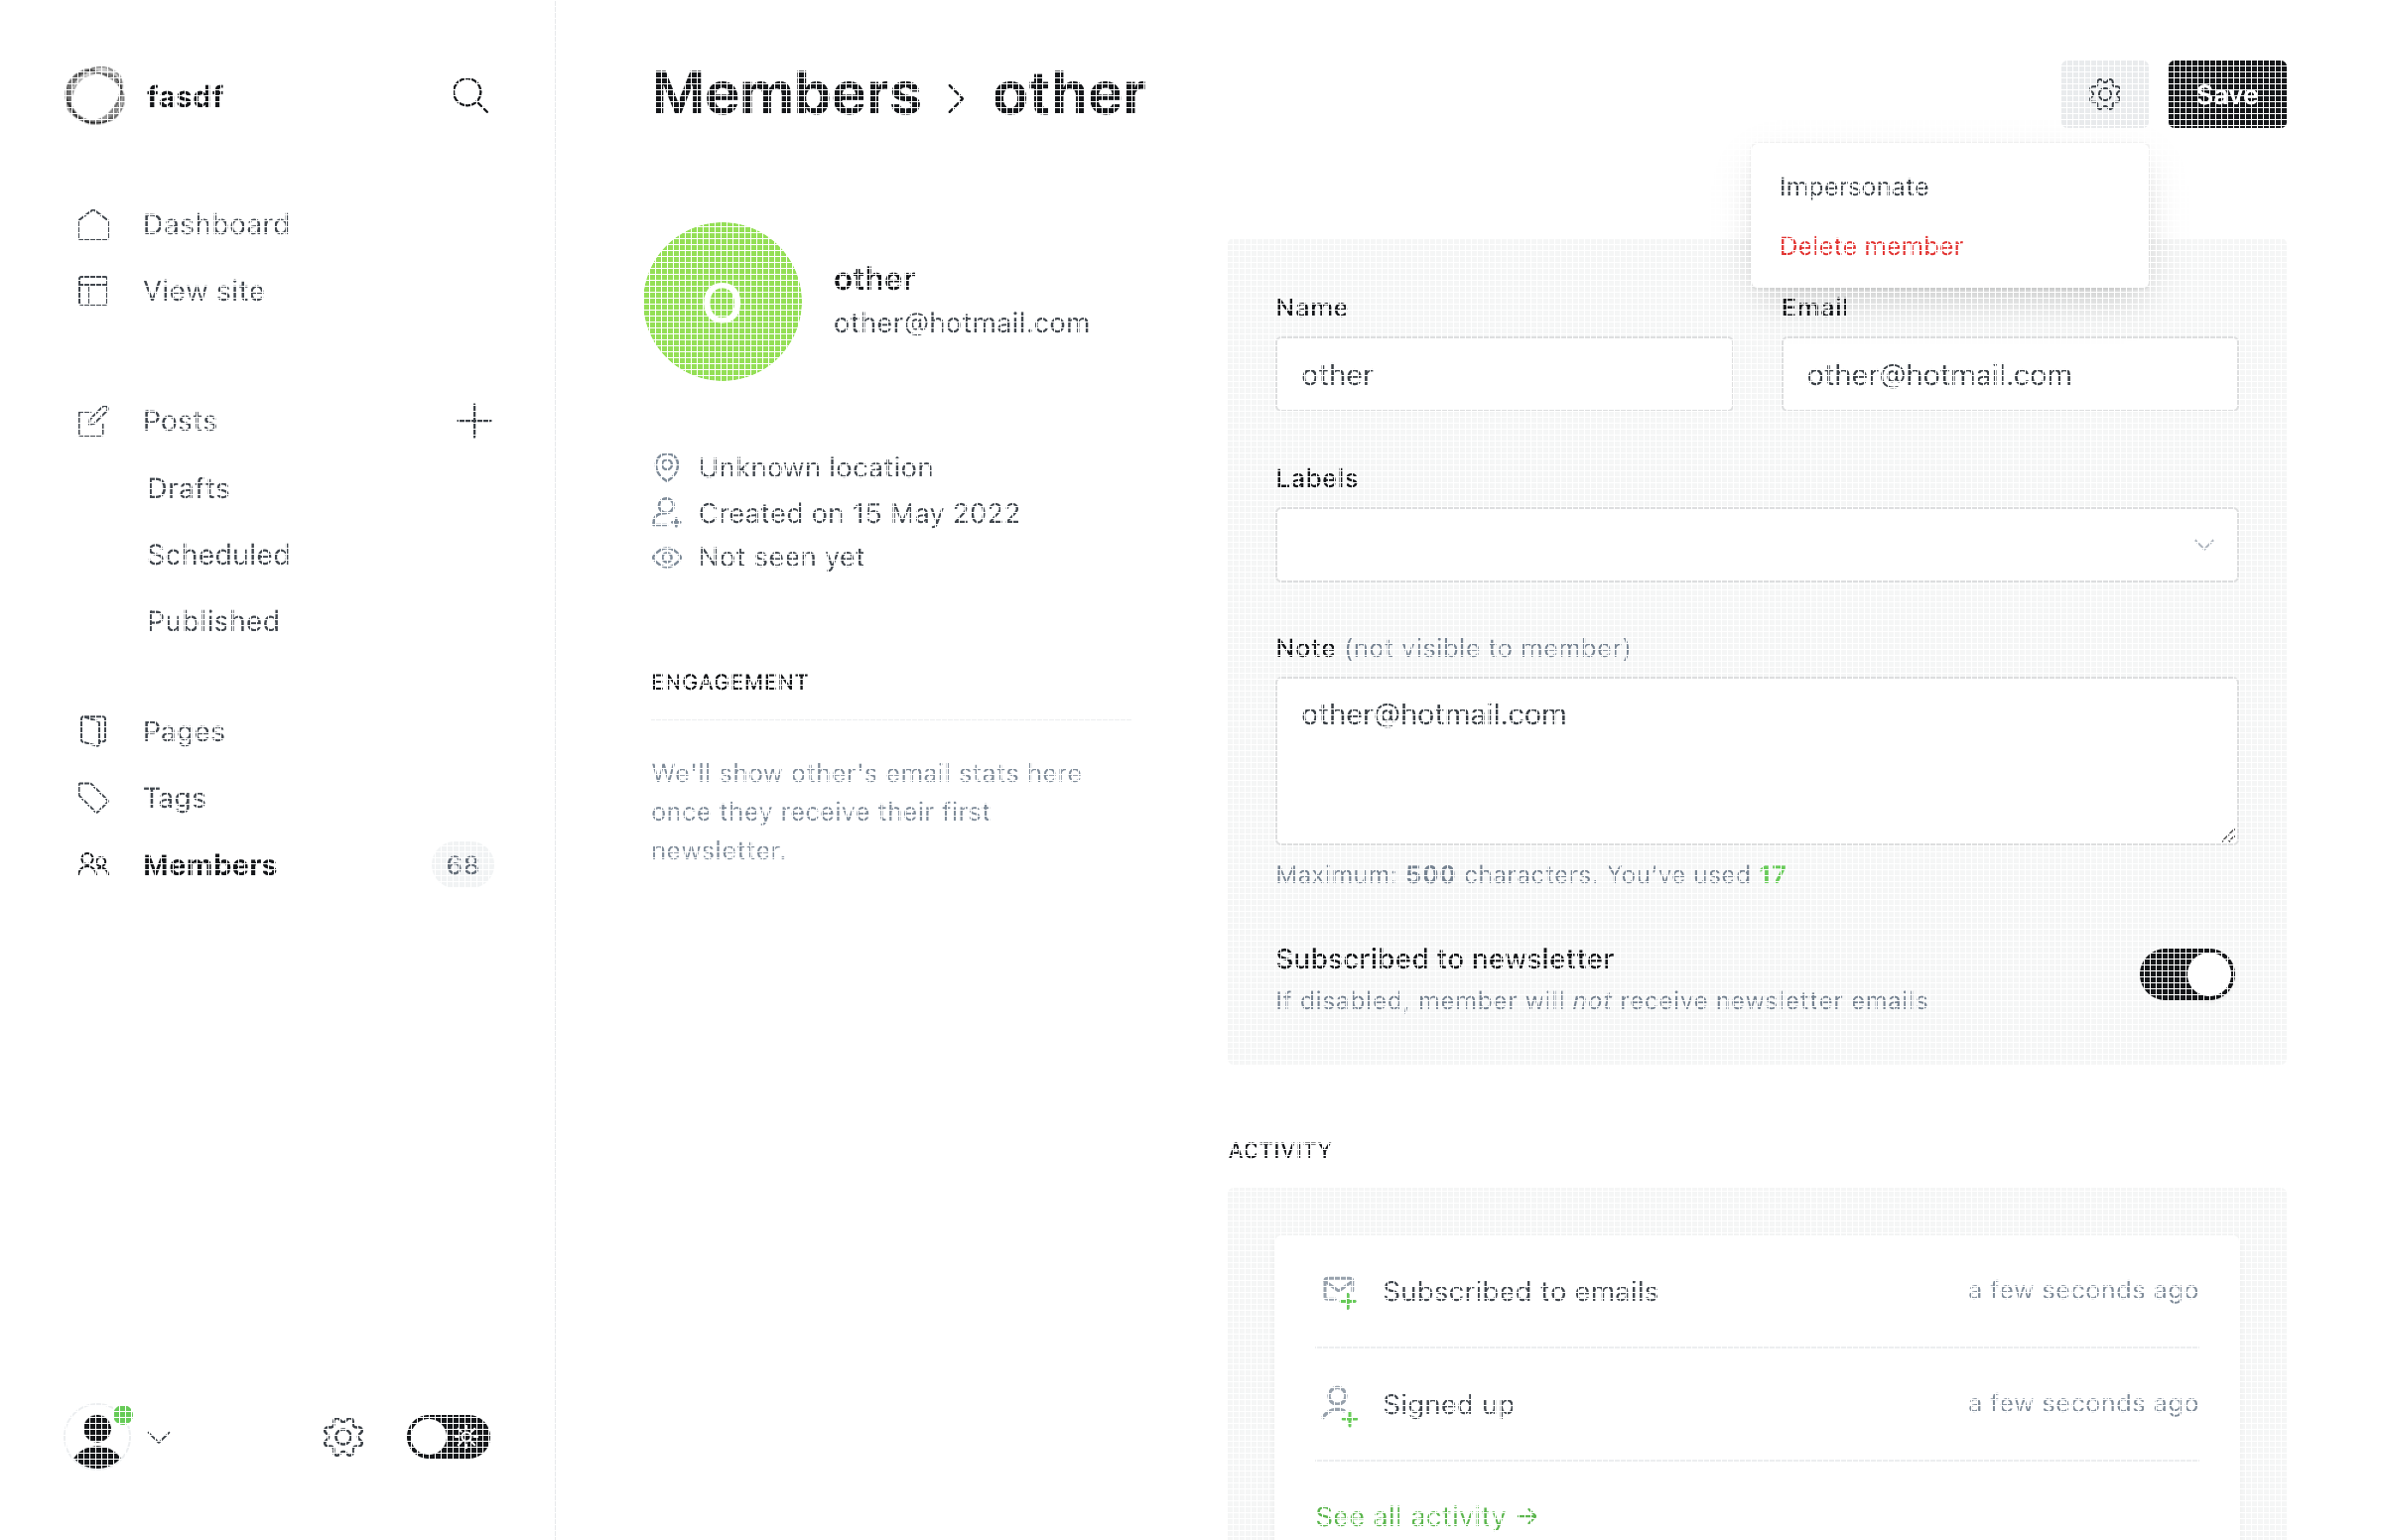 fasdf
Dashboard
View site
Posts
Drafts
Scheduled
Published
Pages
Tags
Members 68
Members > other
Save
Impersonate
Delete member
O
other
other@hotmail.com
Unknown location
Created on 15 May 2022
Not seen yet
ENGAGEMENT
We'll show other's email stats here
once they receive their first
newsletter.
Name
other
Email
other@hotmail.com
Labels
Note (not visible to member)
other@hotmail.com
Maximum: 500 characters. You've used 17
Subscribed to newsletter
If disabled, member will not receive newsletter emails
ACTIVITY
Subscribed to emails a few seconds ago
Signed up a few seconds ago
See all activity →